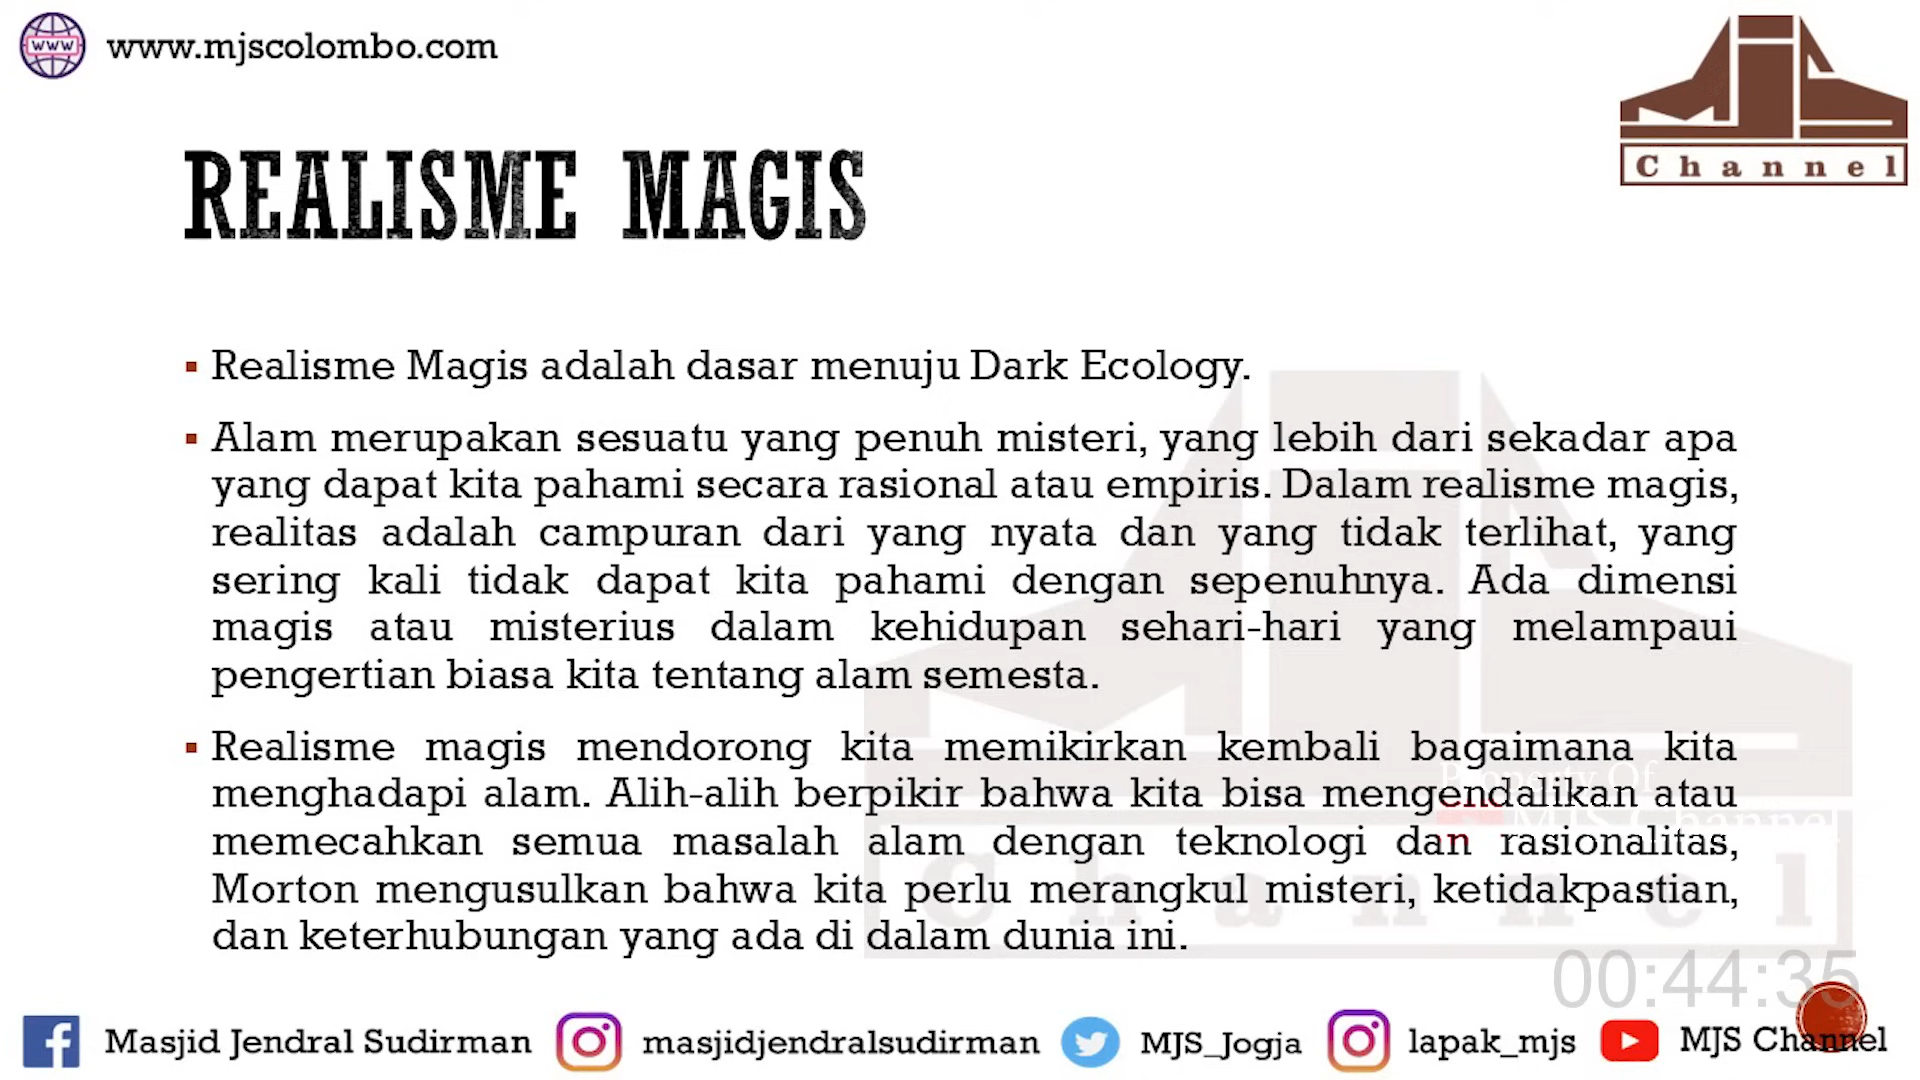 www.mjscolombo.com
Channel
REALISME MAGIS
▪ Realisme Magis adalah dasar menuju Dark Ecology.
▪ Alam merupakan sesuatu yang penuh misteri, yang lebih dari sekadar apa
yang dapat kita pahami secara rasional atau empiris. Dalam realisme magis,
realitas adalah campuran dari yang nyata dan yang tidak terlihat, yang
sering kali tidak dapat kita pahami dengan sepenuhnya. Ada dimensi
magis atau misterius dalam kehidupan sehari-hari yang melampaui
pengertian biasa kita tentang alam semesta.
▪ Realisme magis mendorong kita memikirkan kembali bagaimana kita
menghadapi alam. Alih-alih berpikir bahwa kita bisa mengendalikan atau
memecahkan semua masalah alam dengan teknologi dan rasionalitas,
Morton mengusulkan bahwa kita perlu merangkul misteri, ketidakpastian,
dan keterhubungan yang ada di dalam dunia ini.
Property Of
MJS Channel
Channel
00:44:35
Masjid Jendral Sudirman masjidjendralsudirman MJS_Jogja lapak_mjs MJS Channel